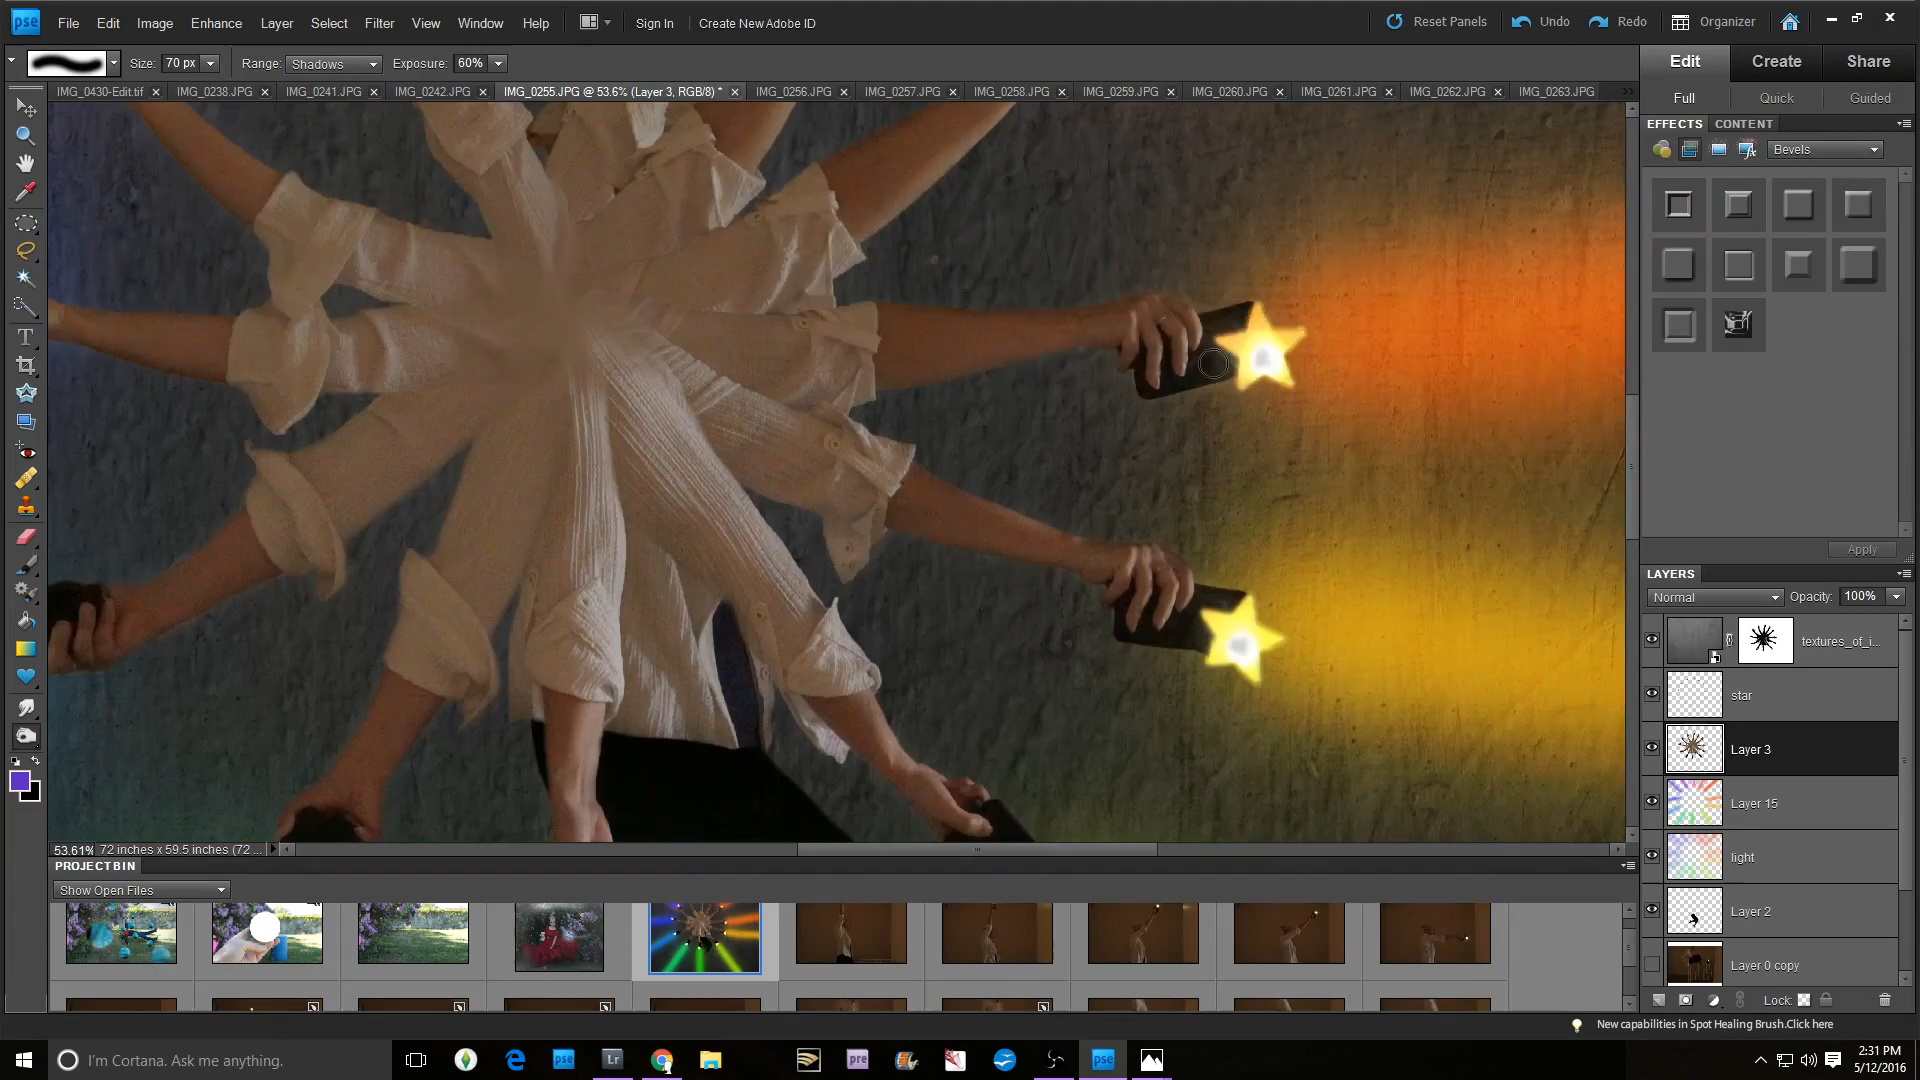 pse File Edit Image Enhance Layer Select Filter View Window Help Sign In Create New Adobe ID Reset Panels Undo Redo Organizer
Size: 70 px Range: Shadows Exposure: 60%
Edit Create Share
IMG_0430-Edit.tif IMG_0238.JPG IMG_0241.JPG IMG_0242.JPG IMG_0255.JPG @ 53.6% (Layer 3, RGB/8) * IMG_0256.JPG IMG_0257.JPG IMG_0258.JPG IMG_0259.JPG IMG_0260.JPG IMG_0261.JPG IMG_0262.JPG IMG_0263.JPG
Full Quick Guided
EFFECTS CONTENT
Bevels
Apply
LAYERS
Normal Opacity: 100%
textures_of_i...
star
Layer 3
Layer 15
light
Layer 2
Layer 0 copy
Lock:
53.61% 72 inches x 59.5 inches (72 ...
PROJECT BIN
Show Open Files
New capabilities in Spot Healing Brush.Click here
I'm Cortana. Ask me anything. pse Lr pre pse
2:31 PM
5/12/2016